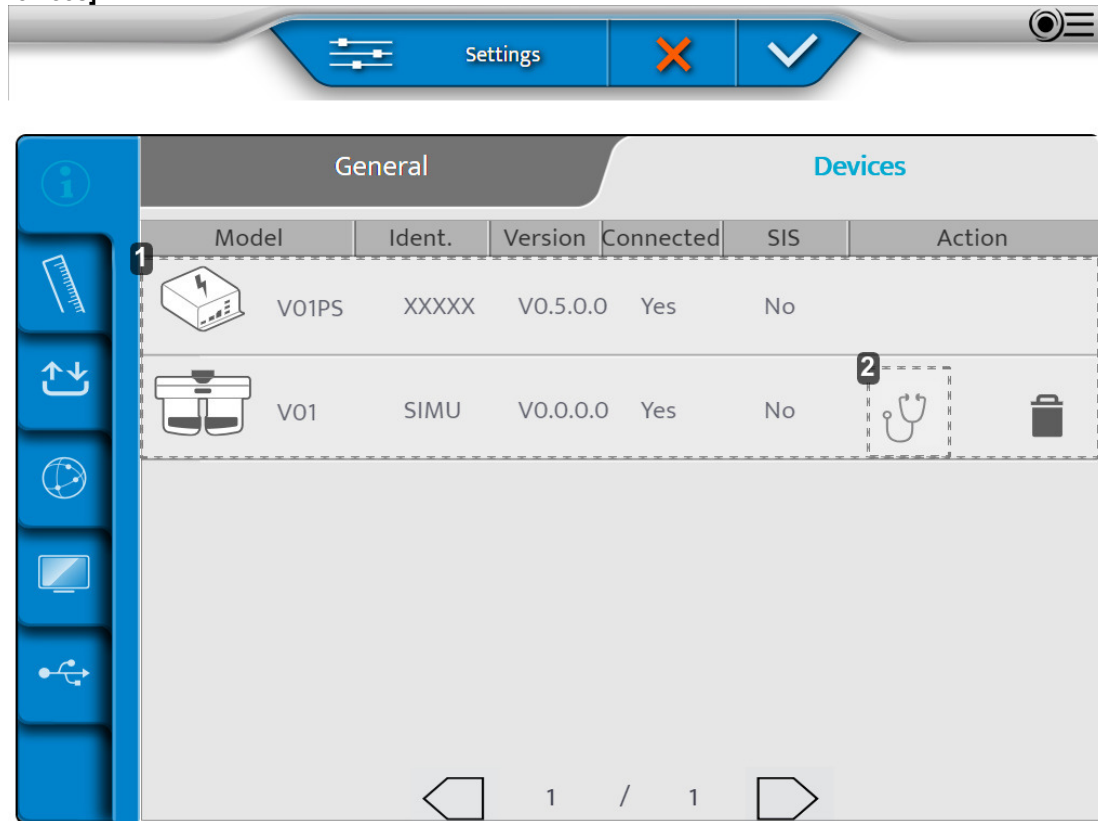 Settings
General Devices
Model Ident. Version Connected SIS Action
1
V01PS XXXXX V0.5.0.0 Yes No
2
V01 SIMU V0.0.0.0 Yes No
1 / 1